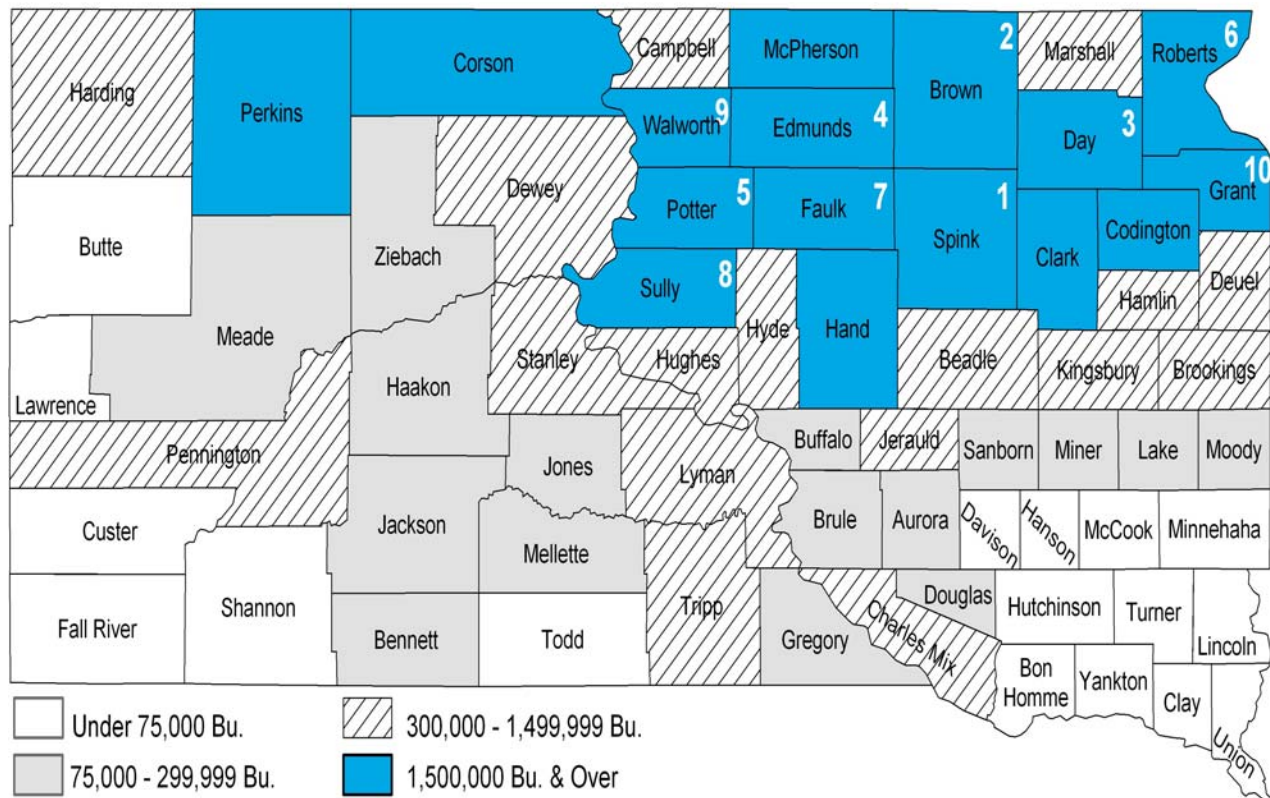 Harding
Perkins
Corson
Campbell
McPherson
2
Brown
Marshall
6
Roberts
9
Walworth
Edmunds
4
Day
3
Butte
Dewey
Ziebach
Potter
5
Faulk
7
Spink
1
Clark
Codington
10
Grant
Meade
Sully
8
Hyde
Hand
Hamlin
Deuel
Lawrence
Haakon
Stanley
Hughes
Beadle
Kingsbury
Brookings
Pennington
Jones
Lyman
Buffalo
Jerauld
Sanborn
Miner
Lake
Moody
Custer
Jackson
Mellette
Brule
Aurora
Davison
Hanson
McCook
Minnehaha
Fall River
Shannon
Bennett
Todd
Tripp
Gregory
Charles Mix
Douglas
Hutchinson
Turner
Lincoln
Bon
Homme
Yankton
Clay
Union
Under 75,000 Bu.
300,000 - 1,499,999 Bu.
75,000 - 299,999 Bu.
1,500,000 Bu. & Over